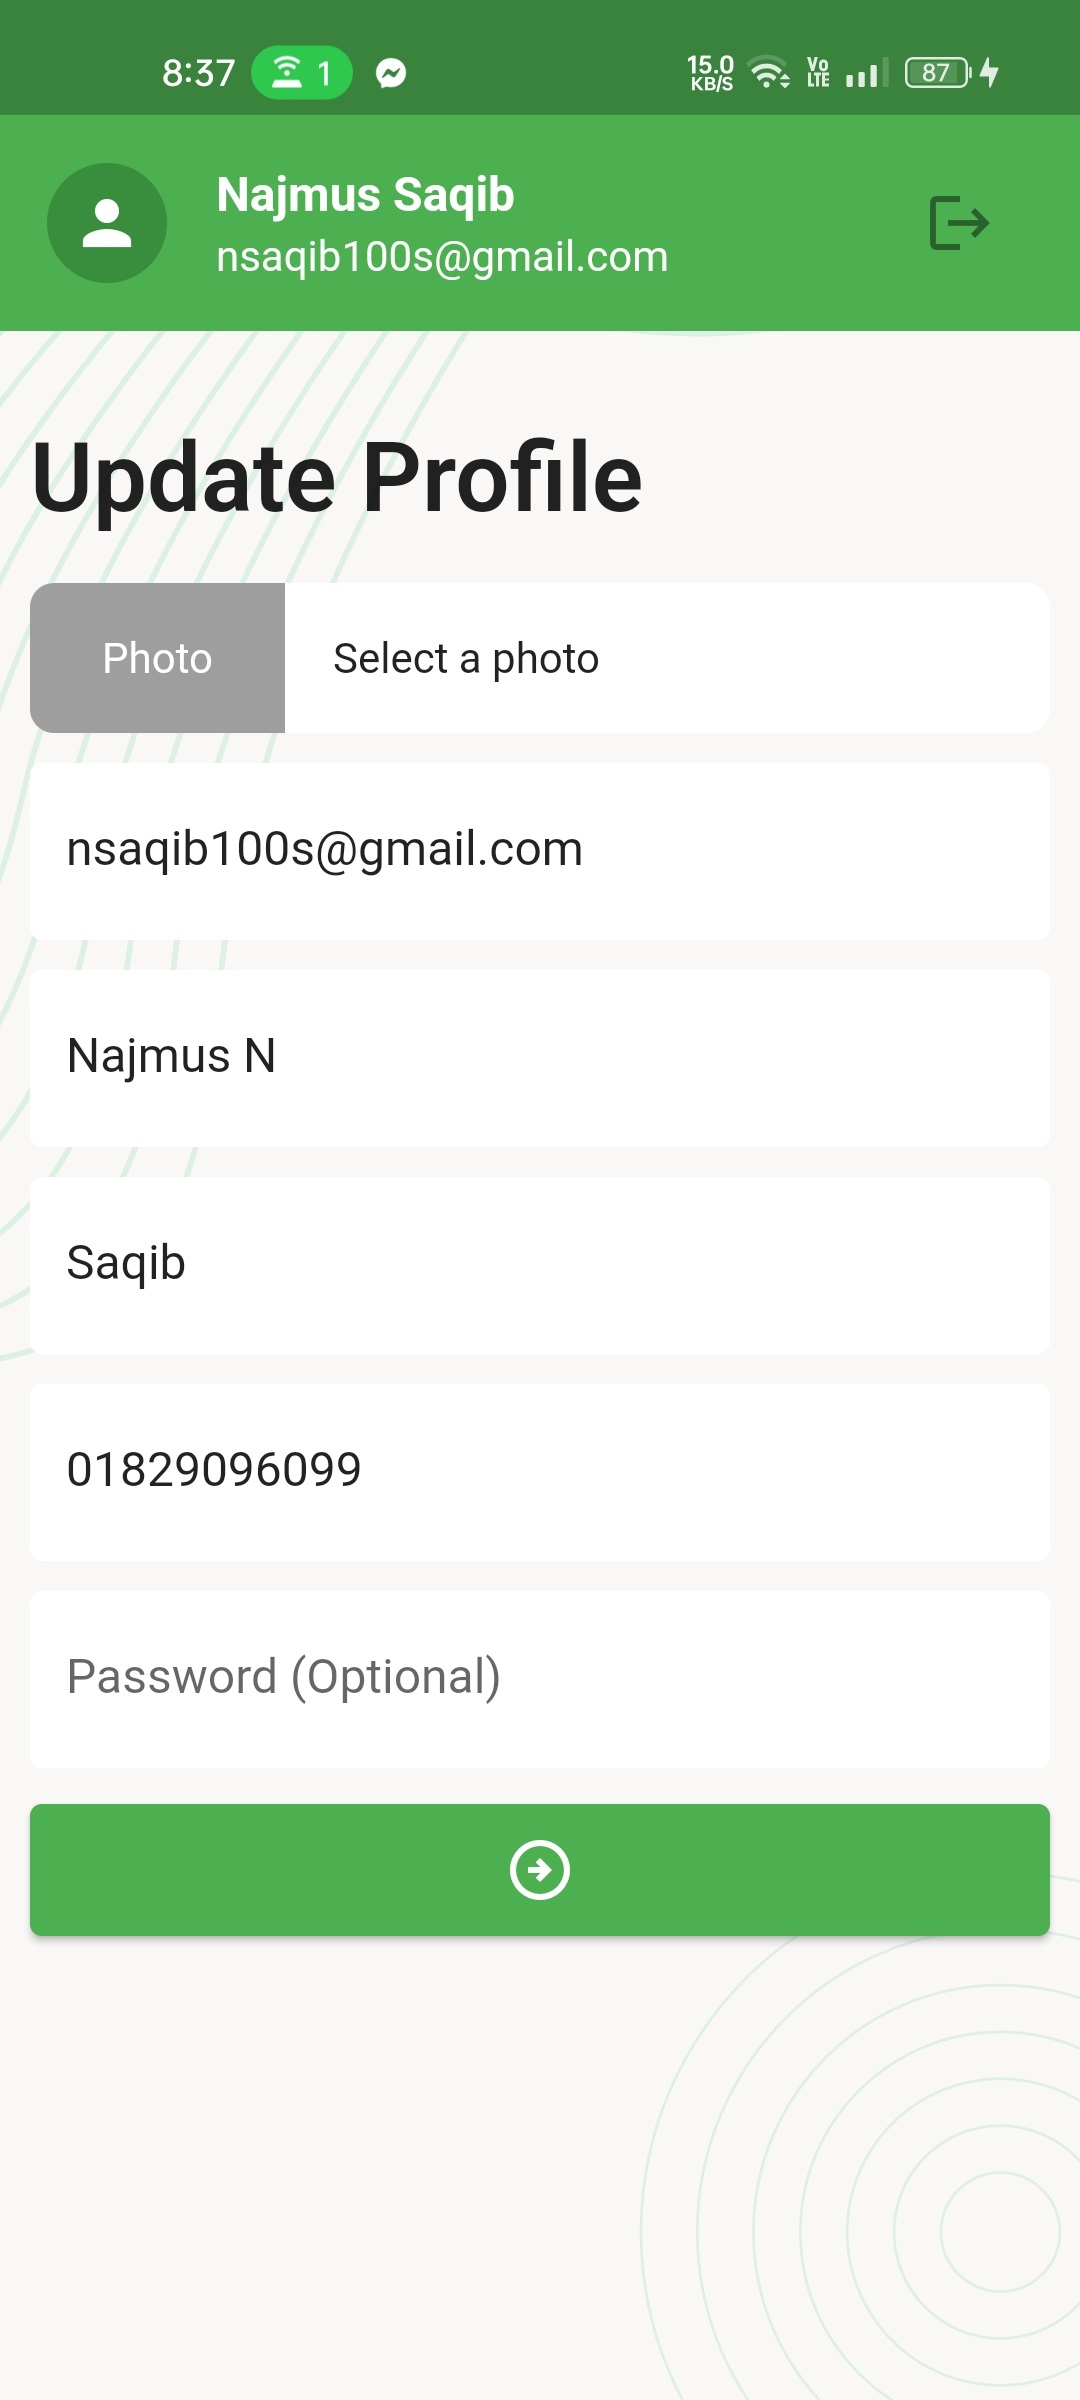 8:37 1 15.0 KB/S Vo LTE 87
Najmus Saqib
nsaqib100s@gmail.com
Update Profile
Photo Select a photo
nsaqib100s@gmail.com
Najmus N
Saqib
01829096099
Password (Optional)